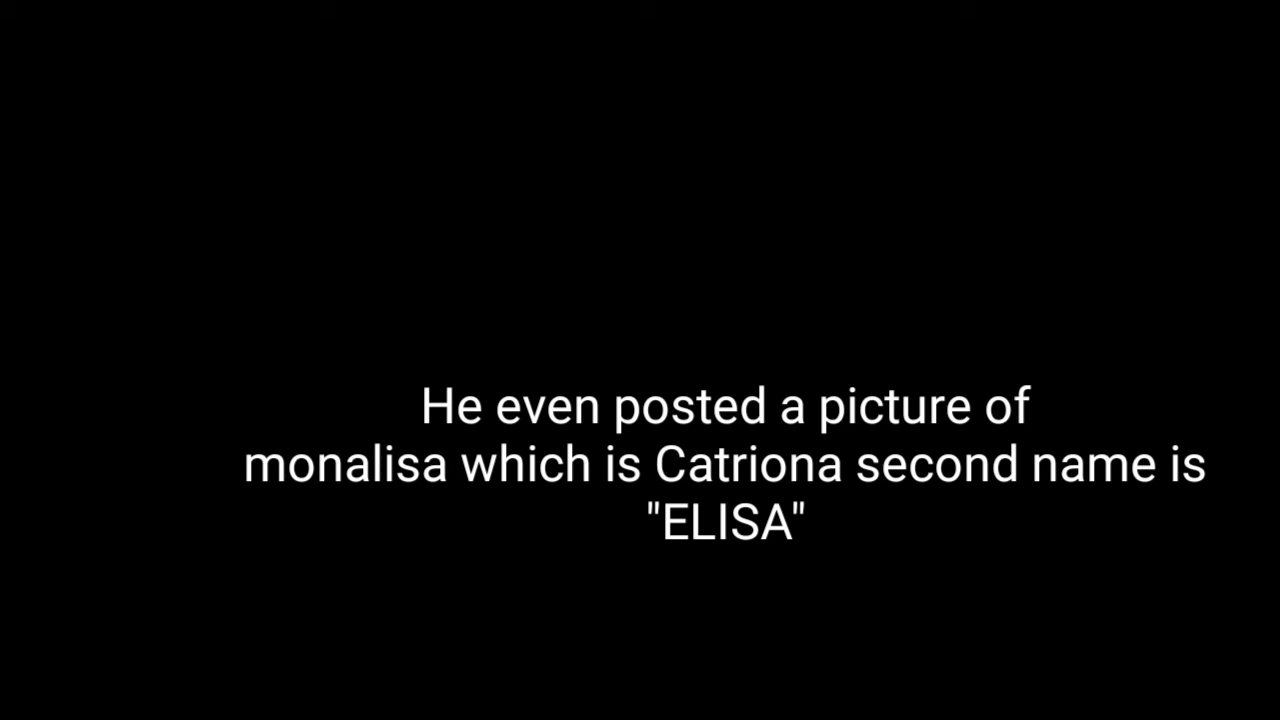 He even posted a picture of
monalisa which is Catriona second name is
"ELISA"